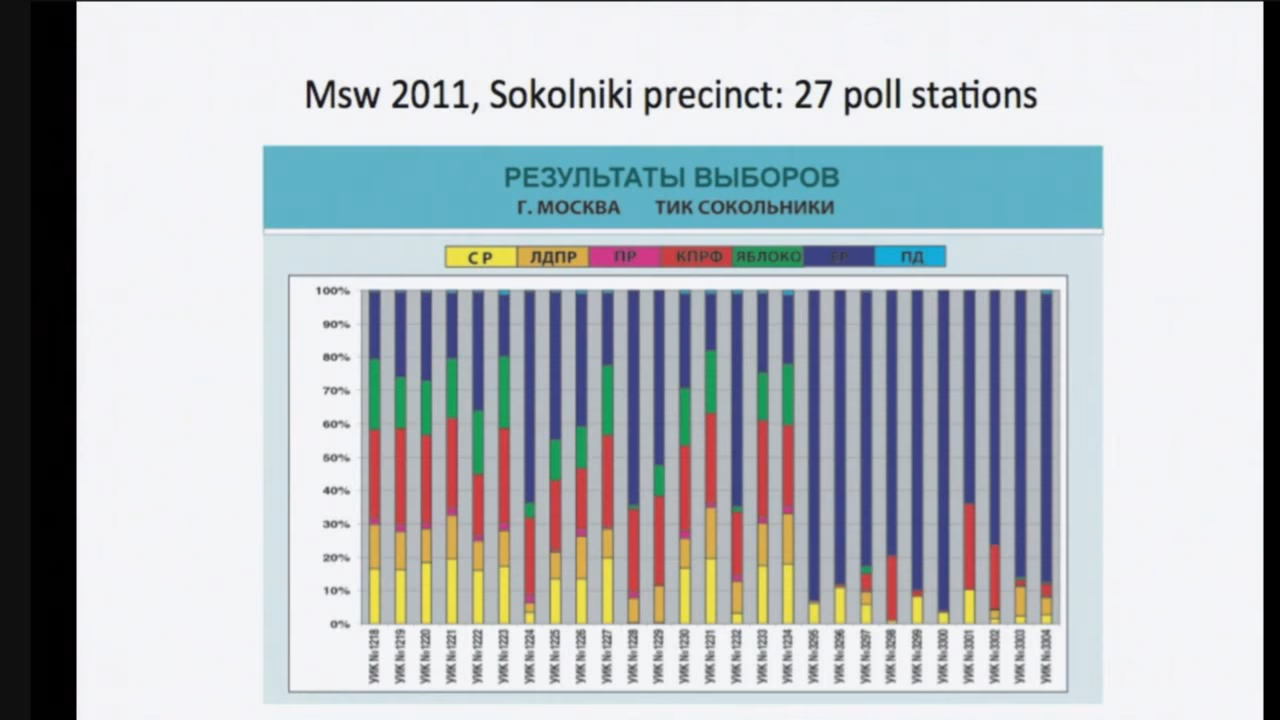 Msw 2011, Sokolniki precinct: 27 poll stations
РЕЗУЛЬТАТЫ ВЫБОРОВ
Г. МОСКВА ТИК СОКОЛЬНИКИ
СР ЛДПР ПР КПРФ ЯБЛОКО ЕР ПД
100%
90%
80%
70%
60%
50%
40%
30%
20%
10%
0%
УИК №1218
УИК №1219
УИК №1220
УИК №1221
УИК №1222
УИК №1223
УИК №1224
УИК №1225
УИК №1226
УИК №1227
УИК №1228
УИК №1229
УИК №1230
УИК №1231
УИК №1232
УИК №1233
УИК №1234
УИК №3295
УИК №3296
УИК №3297
УИК №3298
УИК №3299
УИК №3300
УИК №3301
УИК №3302
УИК №3303
УИК №3304